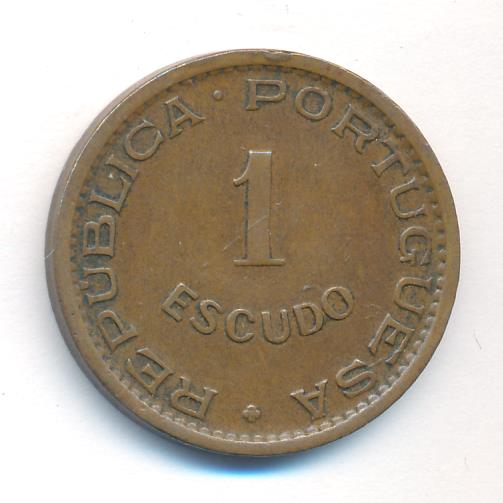 REPUBLICA · PORTUGUESA
1
ESCUDO